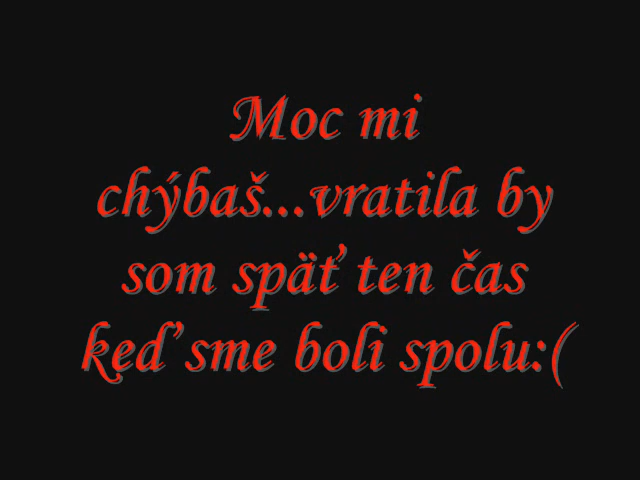 Moc mi
chýbaš...vratila by
som späť ten čas
keď sme boli spolu:(